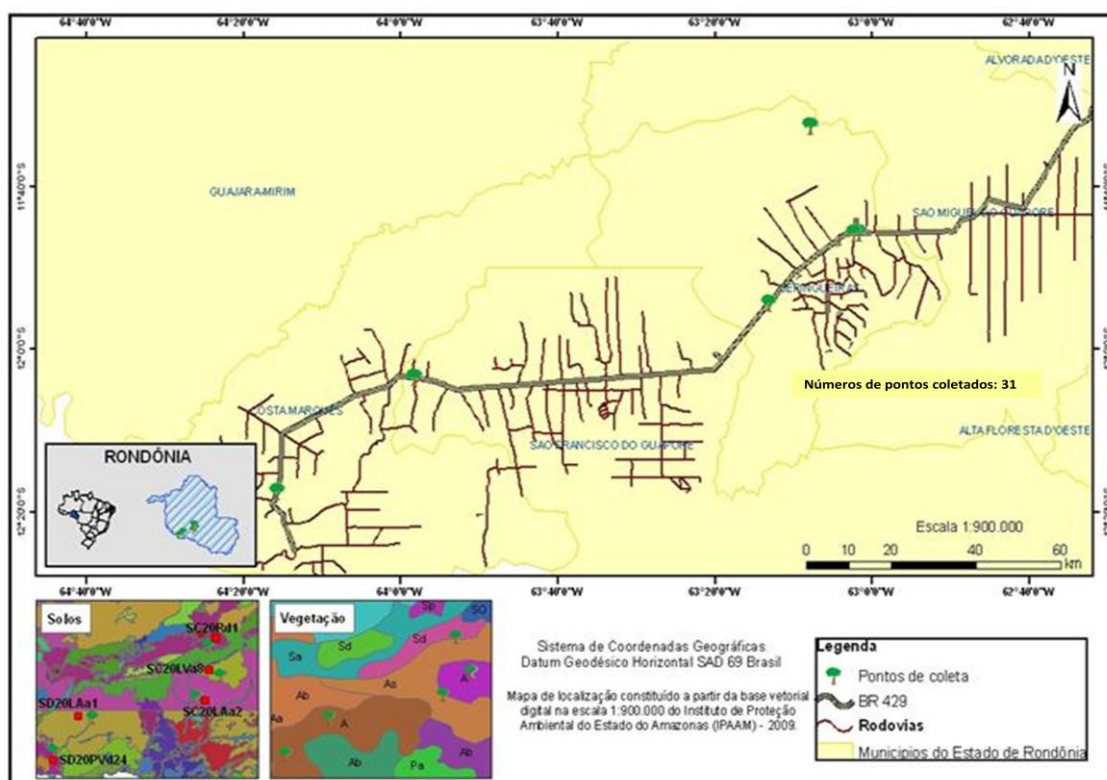 64°40'0"W 64°20'0"W 64°0'0"W 63°40'0"W 63°20'0"W 63°0'0"W 62°40'0"W
ALVORADA D'OESTE
N
11°40'0"S
GUAJARA-MIRIM
SAO MIGUEL DO GUAPORE
SERINGUEIRAS
12°0'0"S
Números de pontos coletados: 31
COSTA MARQUES
SAO FRANCISCO DO GUAPORE
ALTA FLORESTA D'OESTE
RONDÔNIA
12°20'0"S
Escala 1:900.000
0 10 20 40 60
km
64°40'0"W 64°20'0"W 64°0'0"W 63°40'0"W 63°20'0"W 63°0'0"W 62°40'0"W
Solos
SC20Rd1
SC20LVa8
SC20LAa2
SD20LAa1
SD20PVd24
Vegetação
Sp
SO
Sd
Sd
Sa
Ab
As
A
Aa
A
Ab
Ab
Pa
Sistema de Coordenadas Geográficas
Datum Geodésico Horizontal SAD 69 Brasil
Mapa de localização constituído a partir da base vetorial
digital na escala 1:900.000 do Instituto de Proteção
Ambiental do Estado do Amazonas (IPAAM) - 2009.
Legenda
Pontos de coleta
BR 429
Rodovias
Municipios do Estado de Rondônia